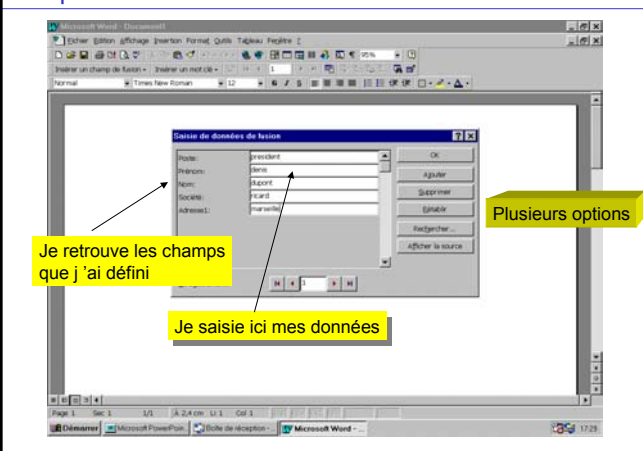 Microsoft Word - Document1
Fichier Edition Affichage Insertion Format Outils Tableau Fenêtre ?
95%
Insérer un champ de fusion Insérer un mot clé 1
Normal Times New Roman 12 G I S
Saisie de données de fusion
Poste: president
Prénom: denis
Nom: dupont
Société: ricard
Adresse1: marseille
OK
Ajouter
Supprimer
Rétablir
Rechercher...
Afficher la source
1
Plusieurs options
Je retrouve les champs
que j ’ai défini
Je saisie ici mes données
Page 1 Sec 1 1/1 À 2,4 cm Li 1 Col 1
Démarrer Microsoft PowerPoin... Boîte de réception - ... Microsoft Word - ... 17:29